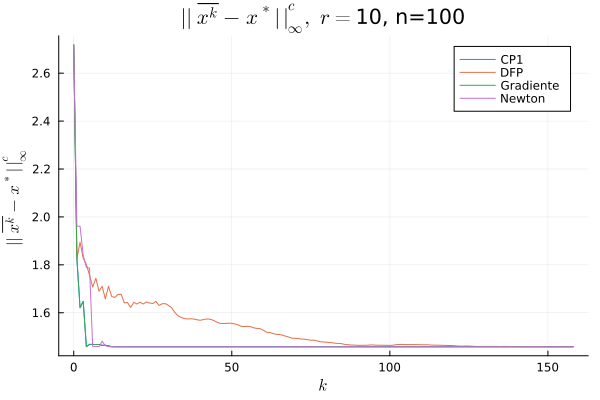 || x̅ᵏ − x* ||ᶜ_∞, r = 10, n=100
CP1
DFP
Gradiente
Newton
|| x̅ᵏ − x* ||ᶜ_∞
2.6
2.4
2.2
2.0
1.8
1.6
0 50 100 150
k